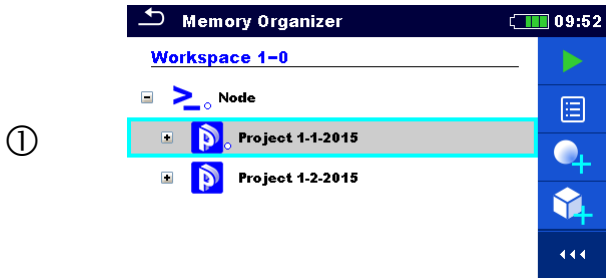 Memory Organizer 09:52
Workspace 1-0
Node
① Project 1-1-2015
Project 1-2-2015